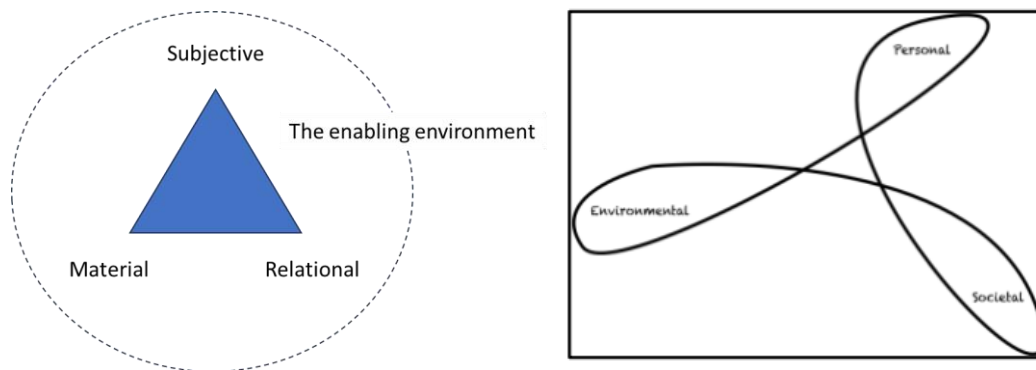 Subjective
The enabling environment
Material
Relational
Personal
Environmental
Societal